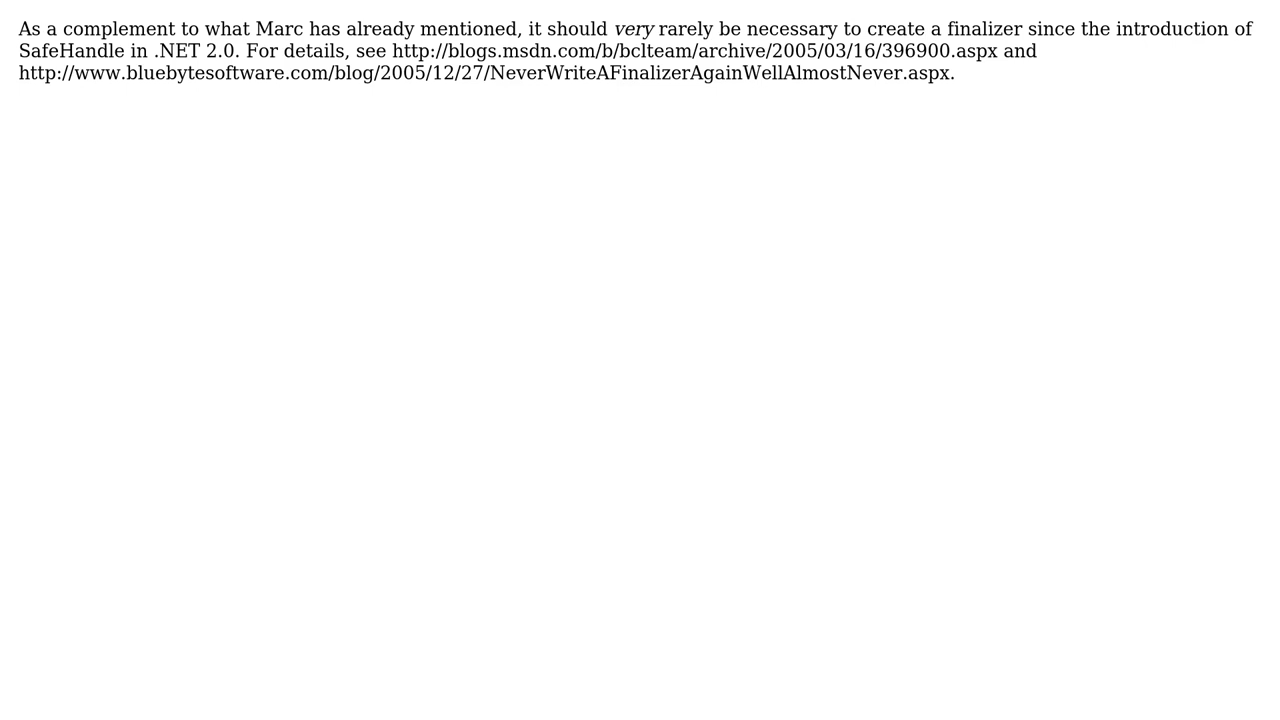 As a complement to what Marc has already mentioned, it should very rarely be necessary to create a finalizer since the introduction of
SafeHandle in .NET 2.0. For details, see http://blogs.msdn.com/b/bclteam/archive/2005/03/16/396900.aspx and
http://www.bluebytesoftware.com/blog/2005/12/27/NeverWriteAFinalizerAgainWellAlmostNever.aspx.